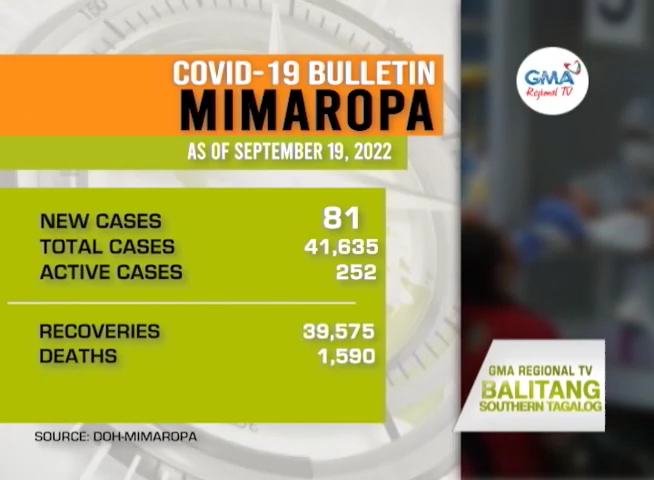 COVID-19 BULLETIN
MIMAROPA
AS OF SEPTEMBER 19, 2022
GMA
Regional TV
NEW CASES 81
TOTAL CASES 41,635
ACTIVE CASES 252
RECOVERIES 39,575
DEATHS 1,590
SOURCE: DOH-MIMAROPA
GMA REGIONAL TV
BALITANG
SOUTHERN TAGALOG